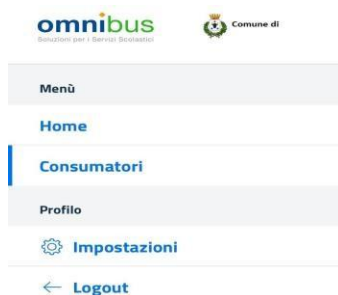 omnibus
Soluzioni per i Servizi Scolastici
Comune di
Menù
Home
Consumatori
Profilo
Impostazioni
Logout